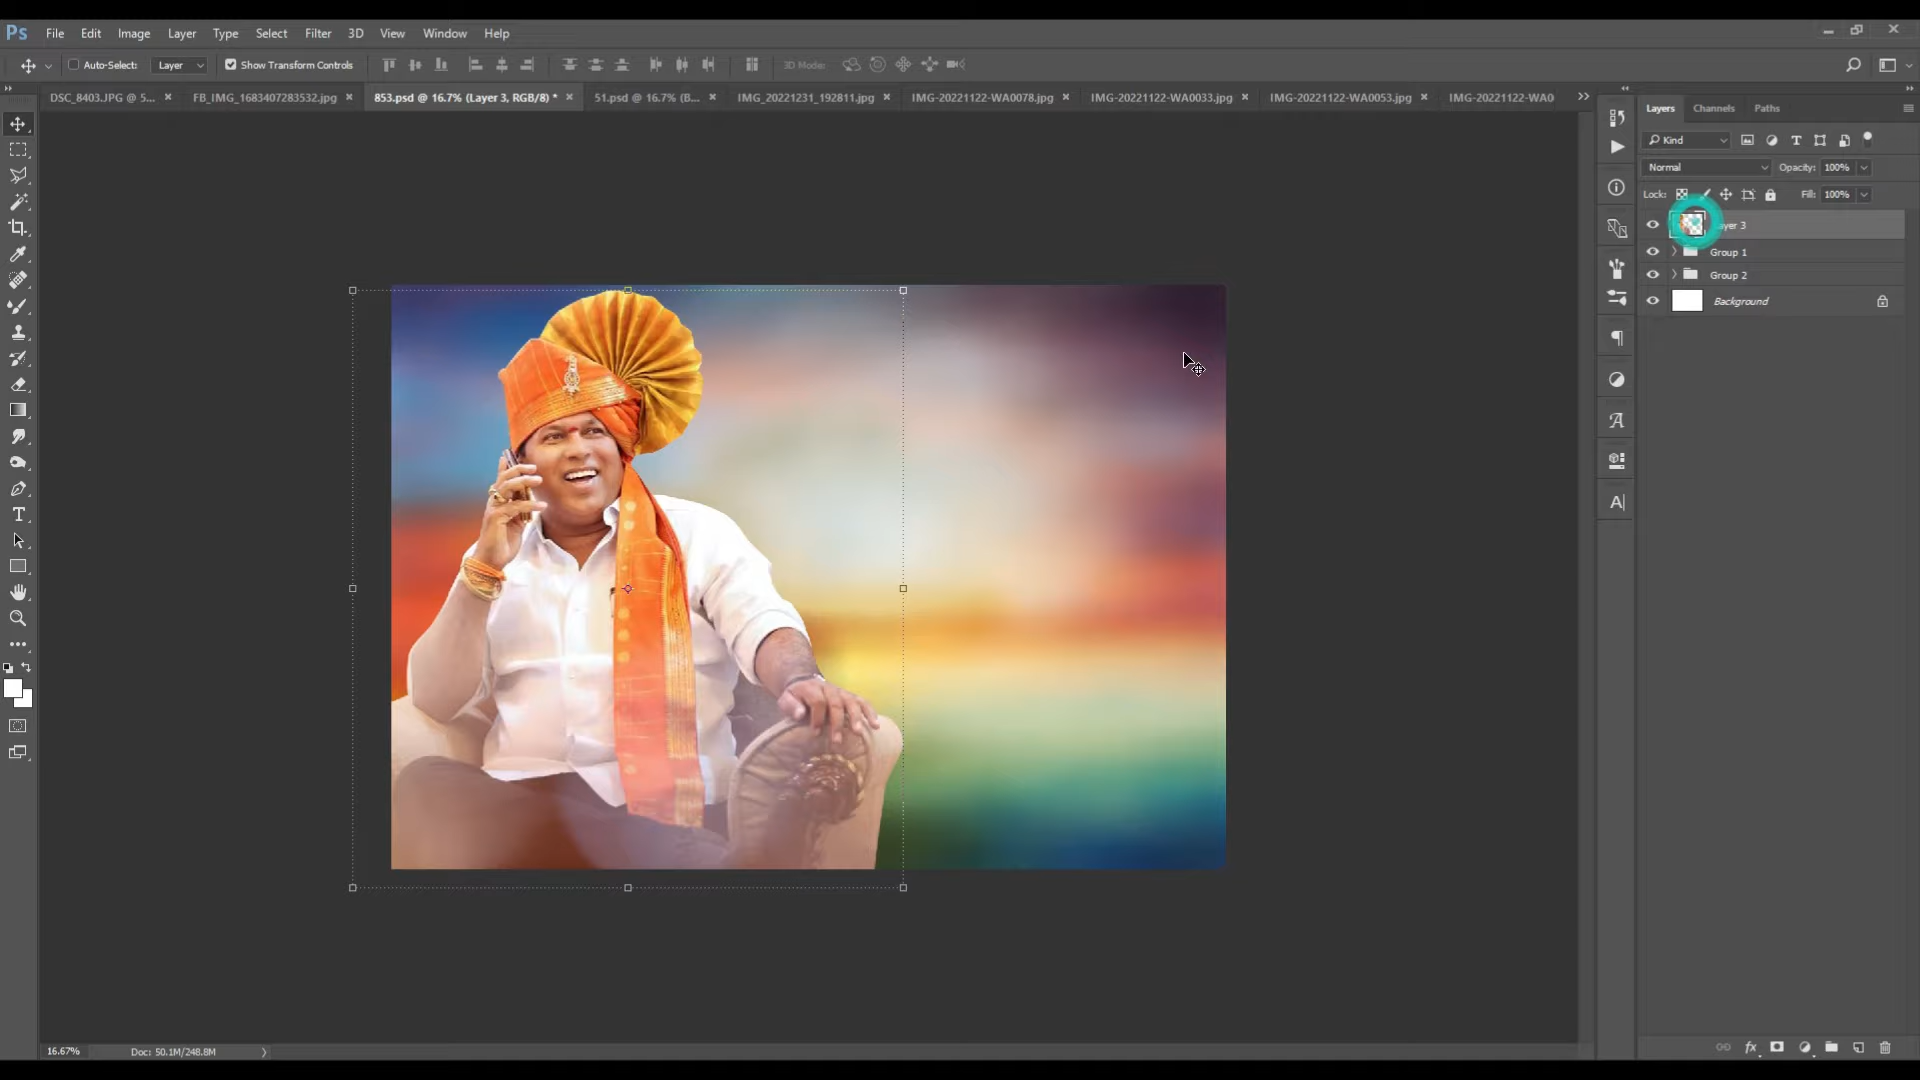 Ps File Edit Image Layer Type Select Filter 3D View Window Help
Auto-Select: Layer Show Transform Controls 3D Mode:
DSC_8403.JPG @ 5... × FB_IMG_1683407283532.jpg × 853.psd @ 16.7% (Layer 3, RGB/8) * × 51.psd @ 16.7% (B... × IMG_20221231_192811.jpg × IMG-20221122-WA0078.jpg × IMG-20221122-WA0033.jpg × IMG-20221122-WA0053.jpg × IMG-20221122-WA0
Layers Channels Paths
Kind
Normal Opacity: 100%
Lock: Fill: 100%
ayer 3
Group 1
Group 2
Background
16.67% Doc: 50.1M/248.8M